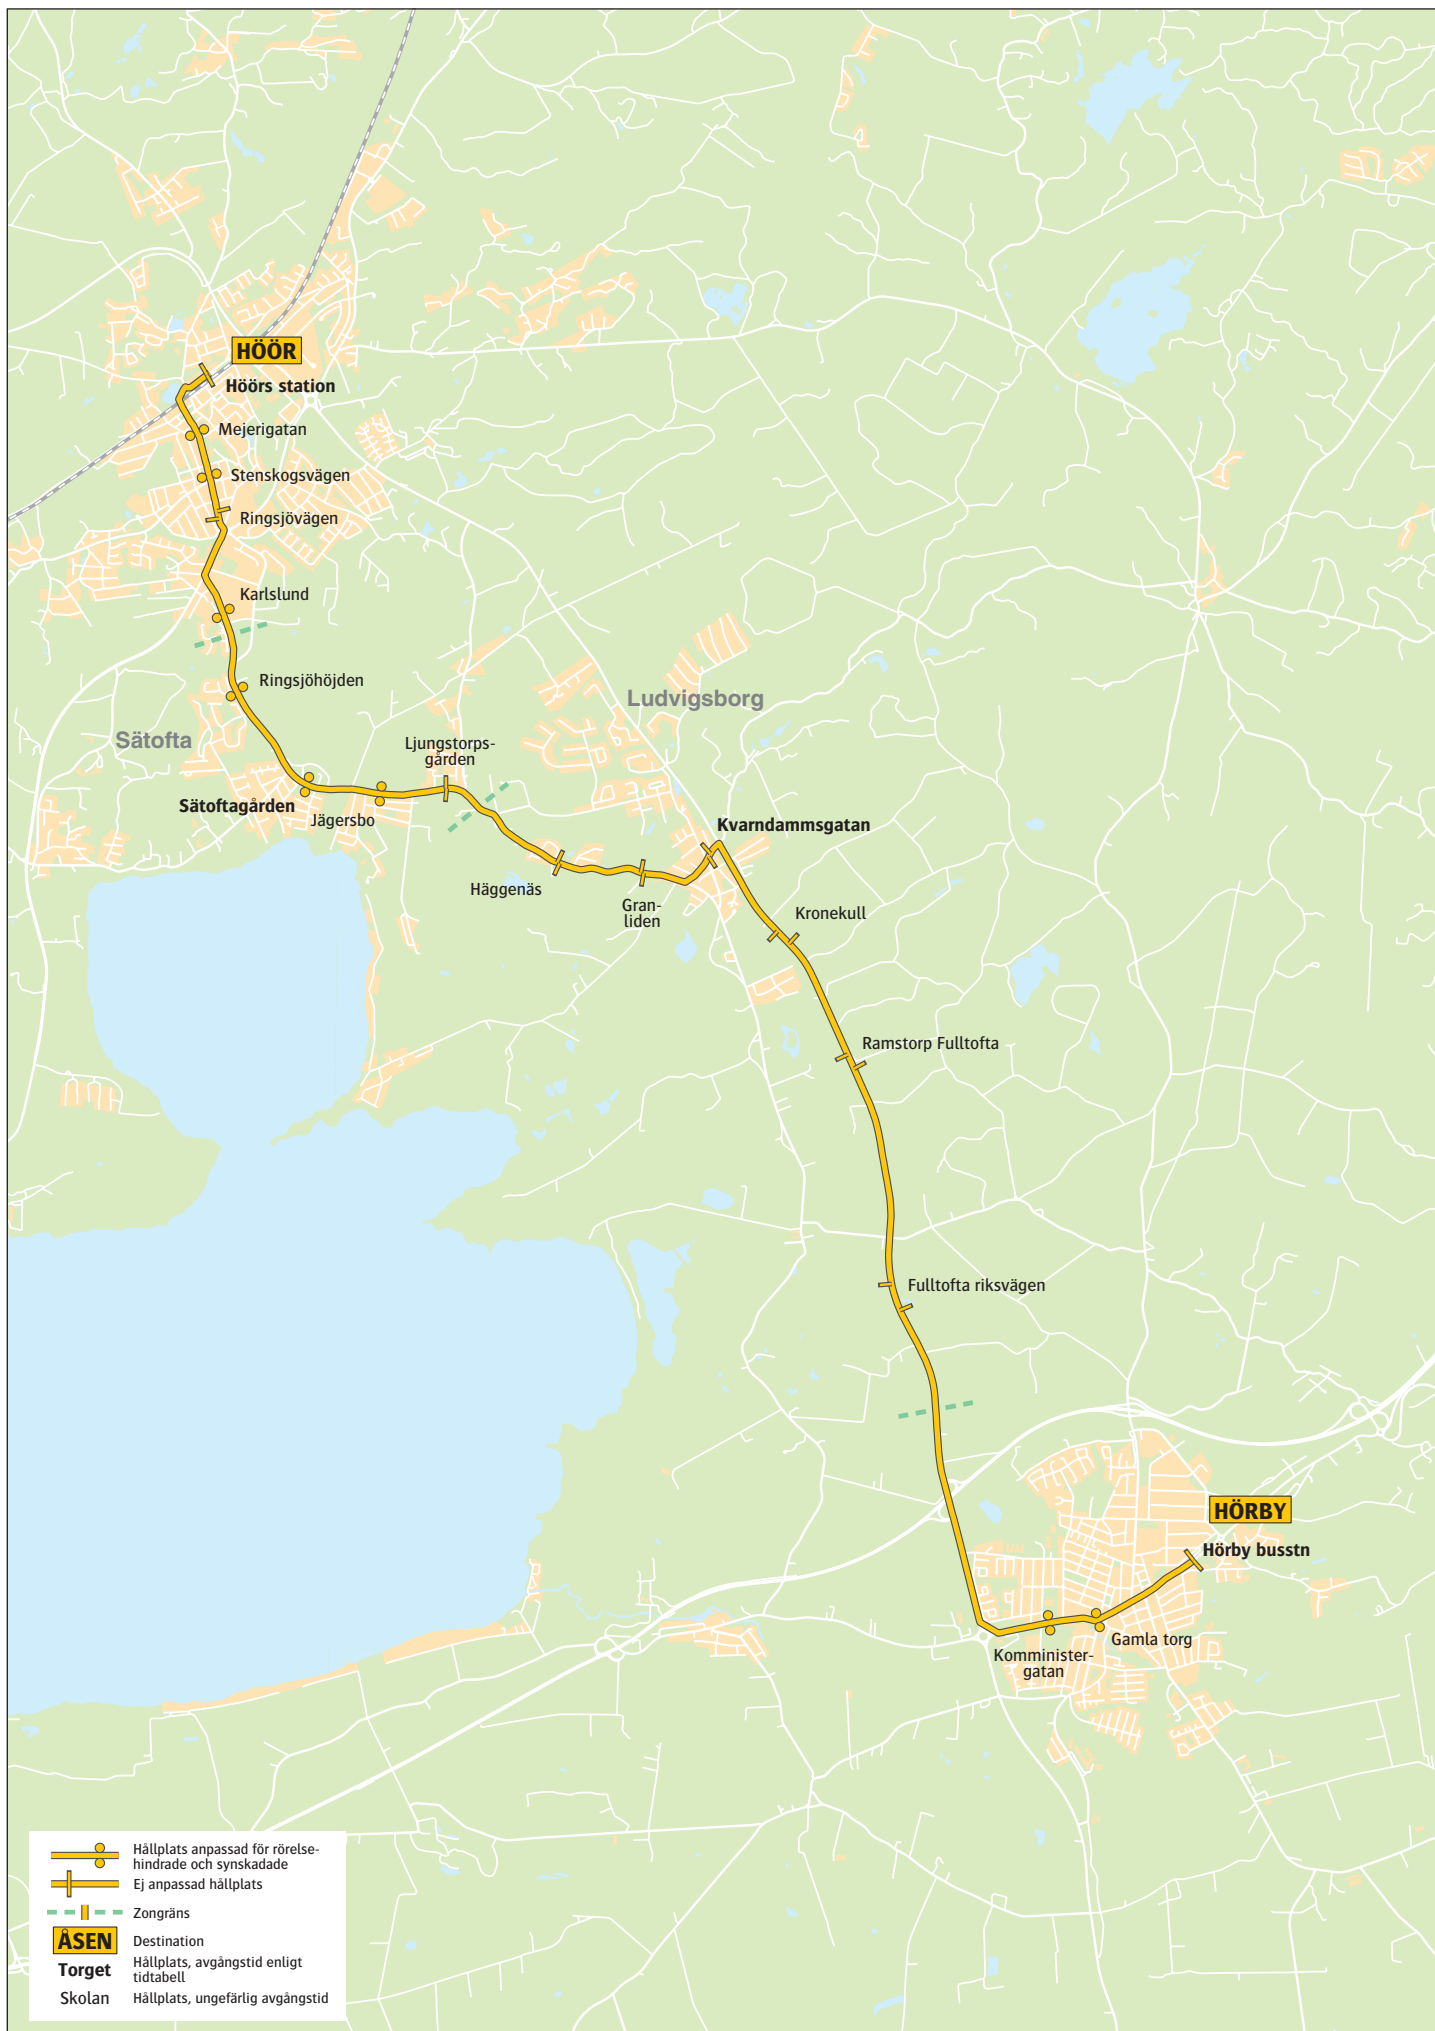 HÖÖR
Höörs station
Mejerigatan
Stenskogsvägen
Ringsjövägen
Karlslund
Ringsjöhöjden
Ludvigsborg
Sätofta
Ljungstorps-
gården
Sätoftagården
Jägersbo
Kvarndammsgatan
Häggenäs
Gran-
liden
Kronekull
Ramstorp Fulltofta
Fulltofta riksvägen
HÖRBY
Hörby busstn
Gamla torg
Komminister-
gatan
Hållplats anpassad för rörelse-
hindrade och synskadade
Ej anpassad hållplats
Zongräns
ÅSEN Destination
Torget Hållplats, avgångstid enligt
tidtabell
Skolan Hållplats, ungefärlig avgångstid